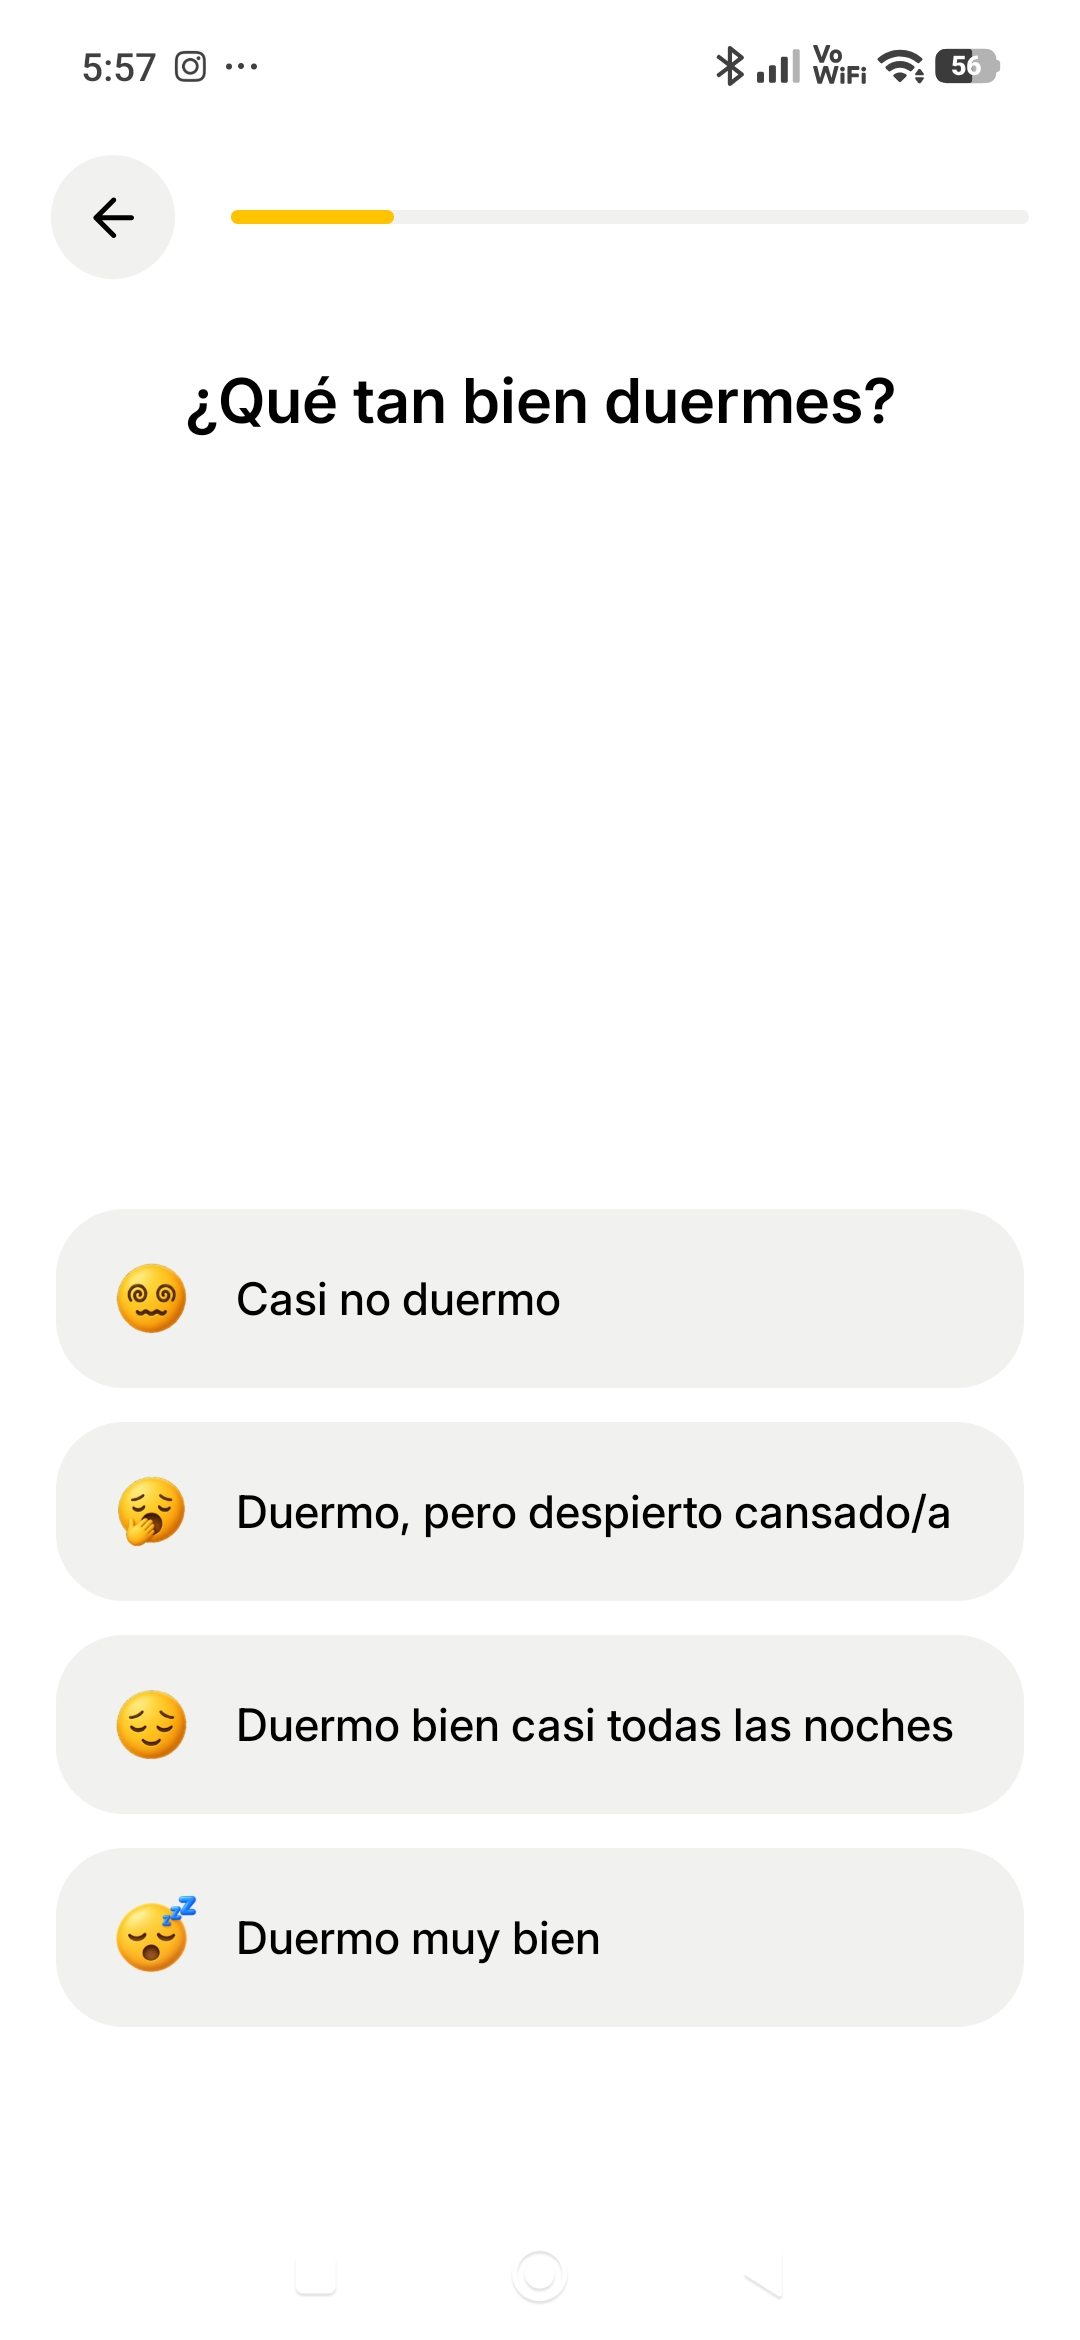 5:57
Vo WiFi
56
¿Qué tan bien duermes?
Casi no duermo
Duermo, pero despierto cansado/a
Duermo bien casi todas las noches
Duermo muy bien